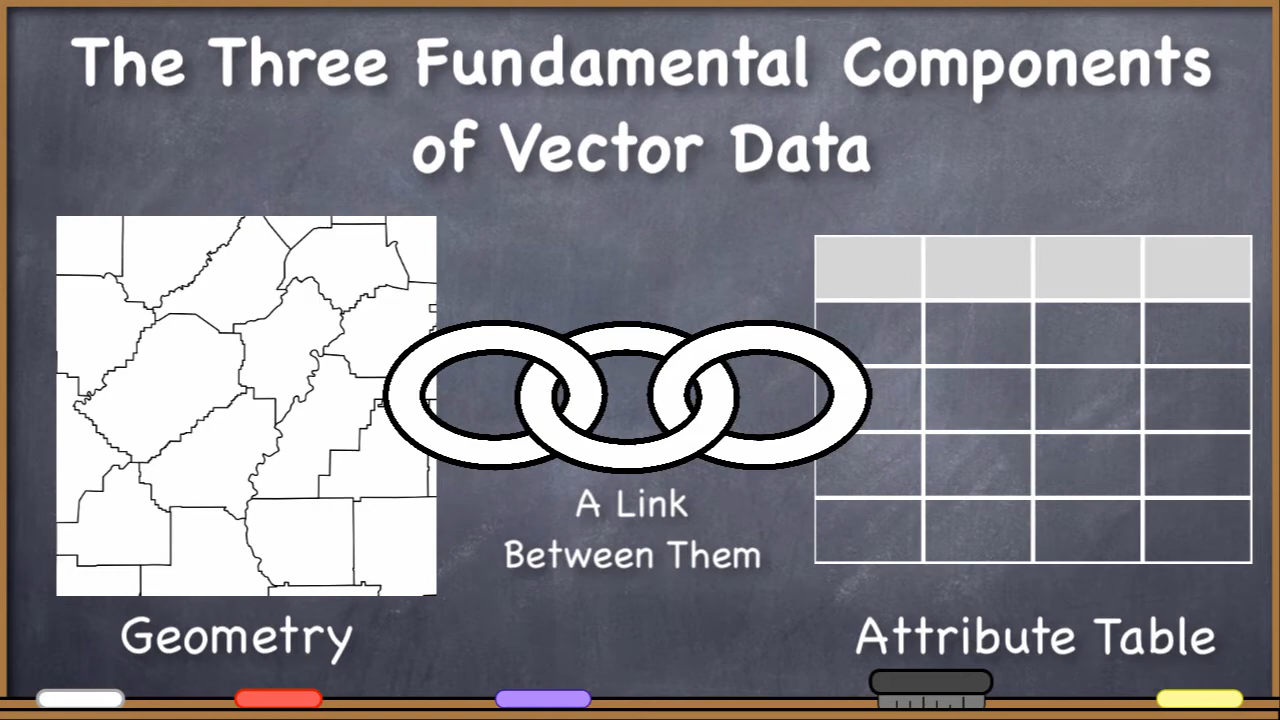 The Three Fundamental Components
of Vector Data
A Link
Between Them
Geometry
Attribute Table